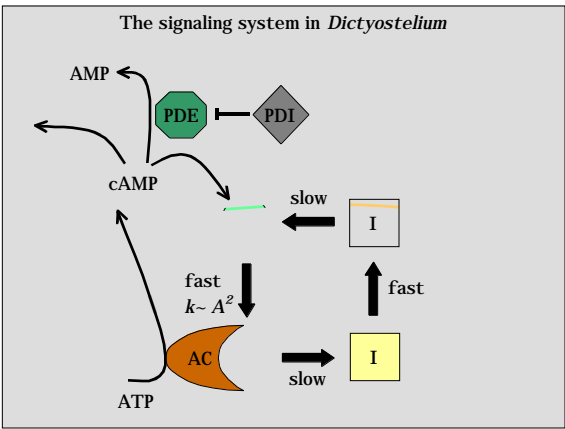 The signaling system in Dictyostelium
AMP
PDE
PDI
cAMP
slow
I
fast
k~ A²
fast
AC
I
slow
ATP